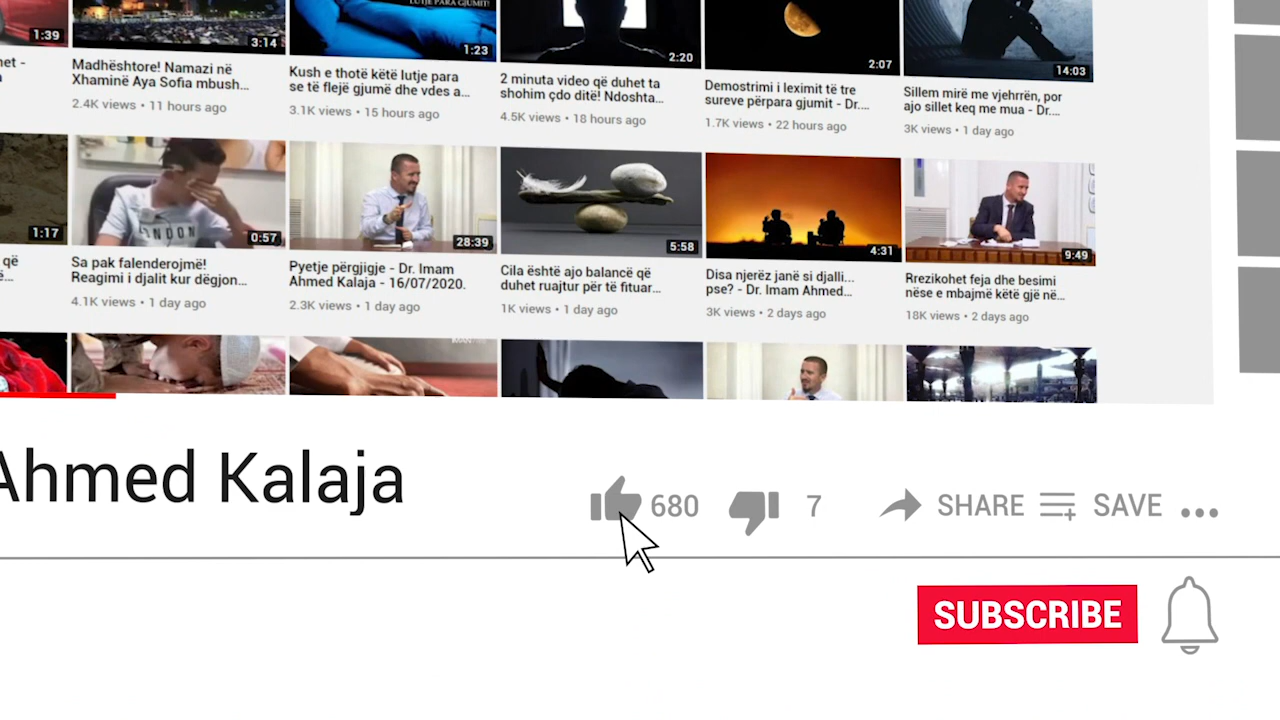 LUTJE PARA GJUMIT!
1:39
3:14
1:23
2:20
2:07
14:03
Madhështore! Namazi në
Xhaminë Aya Sofia mbush...
2.4K views • 11 hours ago
Kush e thotë këtë lutje para
se të flejë gjumë dhe vdes a...
3.1K views • 15 hours ago
2 minuta video që duhet ta
shohim çdo ditë! Ndoshta...
4.5K views • 18 hours ago
Demostrimi i leximit të tre
sureve përpara gjumit - Dr....
1.7K views • 22 hours ago
Sillem mirë me vjehrrën, por
ajo sillet keq me mua - Dr....
3K views • 1 day ago
1:17
0:57
28:39
5:58
4:31
9:49
që
Sa pak falenderojmë!
Reagimi i djalit kur dëgjon...
4.1K views • 1 day ago
Pyetje përgjigje - Dr. Imam
Ahmed Kalaja - 16/07/2020.
2.3K views • 1 day ago
Cila është ajo balancë që
duhet ruajtur për të fituar...
1K views • 1 day ago
Disa njerëz janë si djalli...
pse? - Dr. Imam Ahmed...
3K views • 2 days ago
Rrezikohet feja dhe besimi
nëse e mbajmë këtë gjë në...
18K views • 2 days ago
Ahmed Kalaja
680
7
SHARE
SAVE
SUBSCRIBE